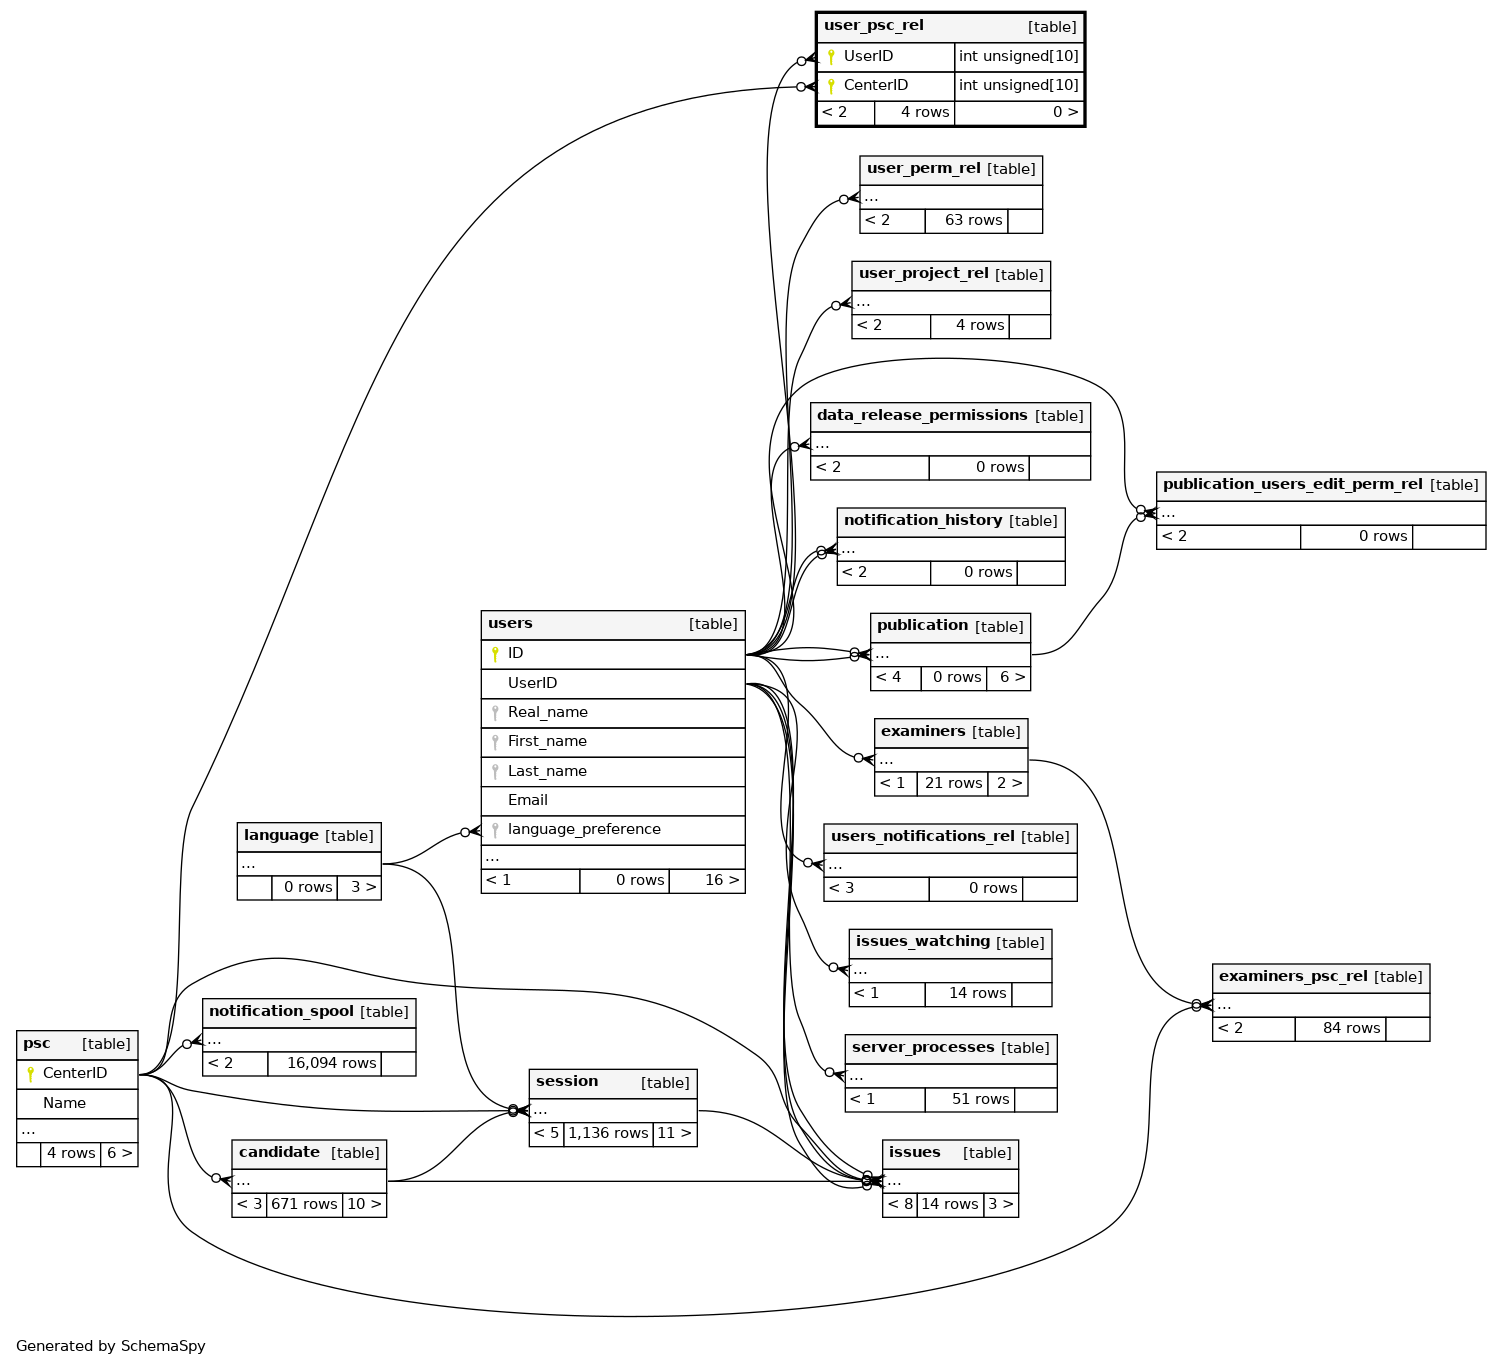 user_psc_rel [table]
UserID int unsigned[10]
CenterID int unsigned[10]
< 2 4 rows 0 >
user_perm_rel [table]
...
< 2 63 rows
user_project_rel [table]
...
< 2 4 rows
data_release_permissions [table]
...
< 2 0 rows
publication_users_edit_perm_rel [table]
...
< 2 0 rows
notification_history [table]
...
< 2 0 rows
publication [table]
...
< 4 0 rows 6 >
users [table]
ID
UserID
Real_name
First_name
Last_name
Email
language_preference
...
< 1 0 rows 16 >
examiners [table]
...
< 1 21 rows 2 >
language [table]
...
0 rows 3 >
users_notifications_rel [table]
...
< 3 0 rows
issues_watching [table]
...
< 1 14 rows
examiners_psc_rel [table]
...
< 2 84 rows
notification_spool [table]
...
< 2 16,094 rows
psc [table]
CenterID
Name
...
4 rows 6 >
server_processes [table]
...
< 1 51 rows
session [table]
...
< 5 1,136 rows 11 >
candidate [table]
...
< 3 671 rows 10 >
issues [table]
...
< 8 14 rows 3 >
Generated by SchemaSpy